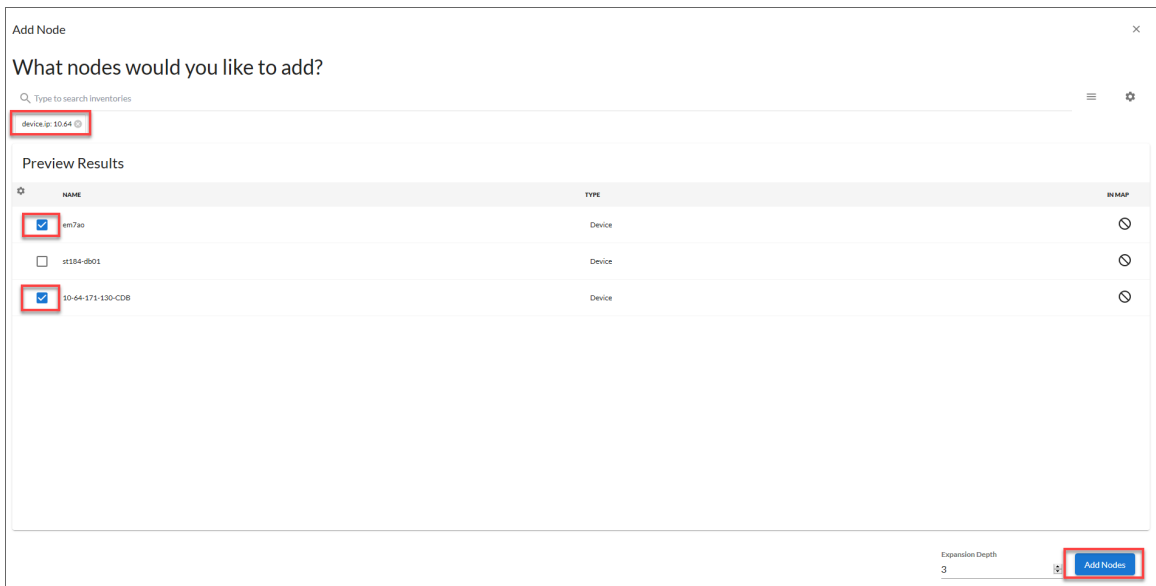 Add Node
What nodes would you like to add?
Type to search inventories
device.ip: 10.64
Preview Results
NAME TYPE IN MAP
em7ao Device
st184-db01 Device
10-64-171-130-CDB Device
Expansion Depth
3
Add Nodes